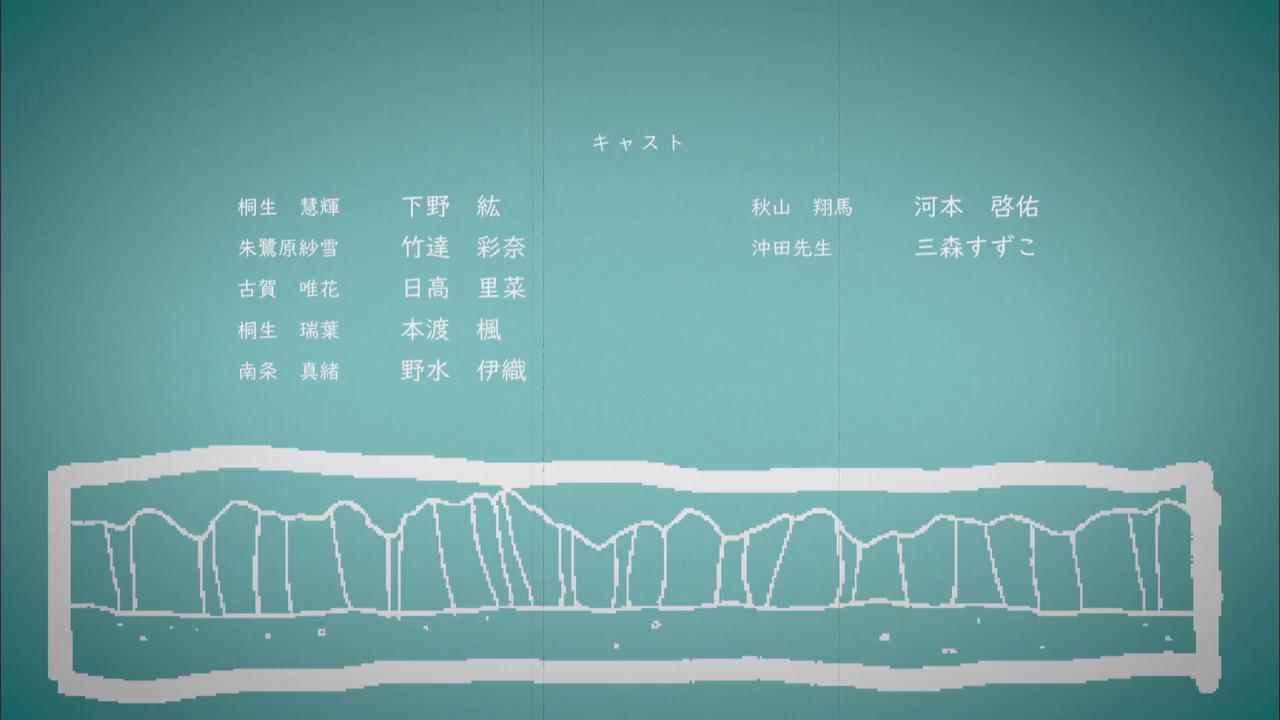 キャスト
桐生　慧輝　下野　紘
朱鷺原紗雪　竹達　彩奈
古賀　唯花　日高　里菜
桐生　瑞葉　本渡　楓
南条　真緒　野水　伊織
秋山　翔馬　河本　啓佑
沖田先生　三森すずこ